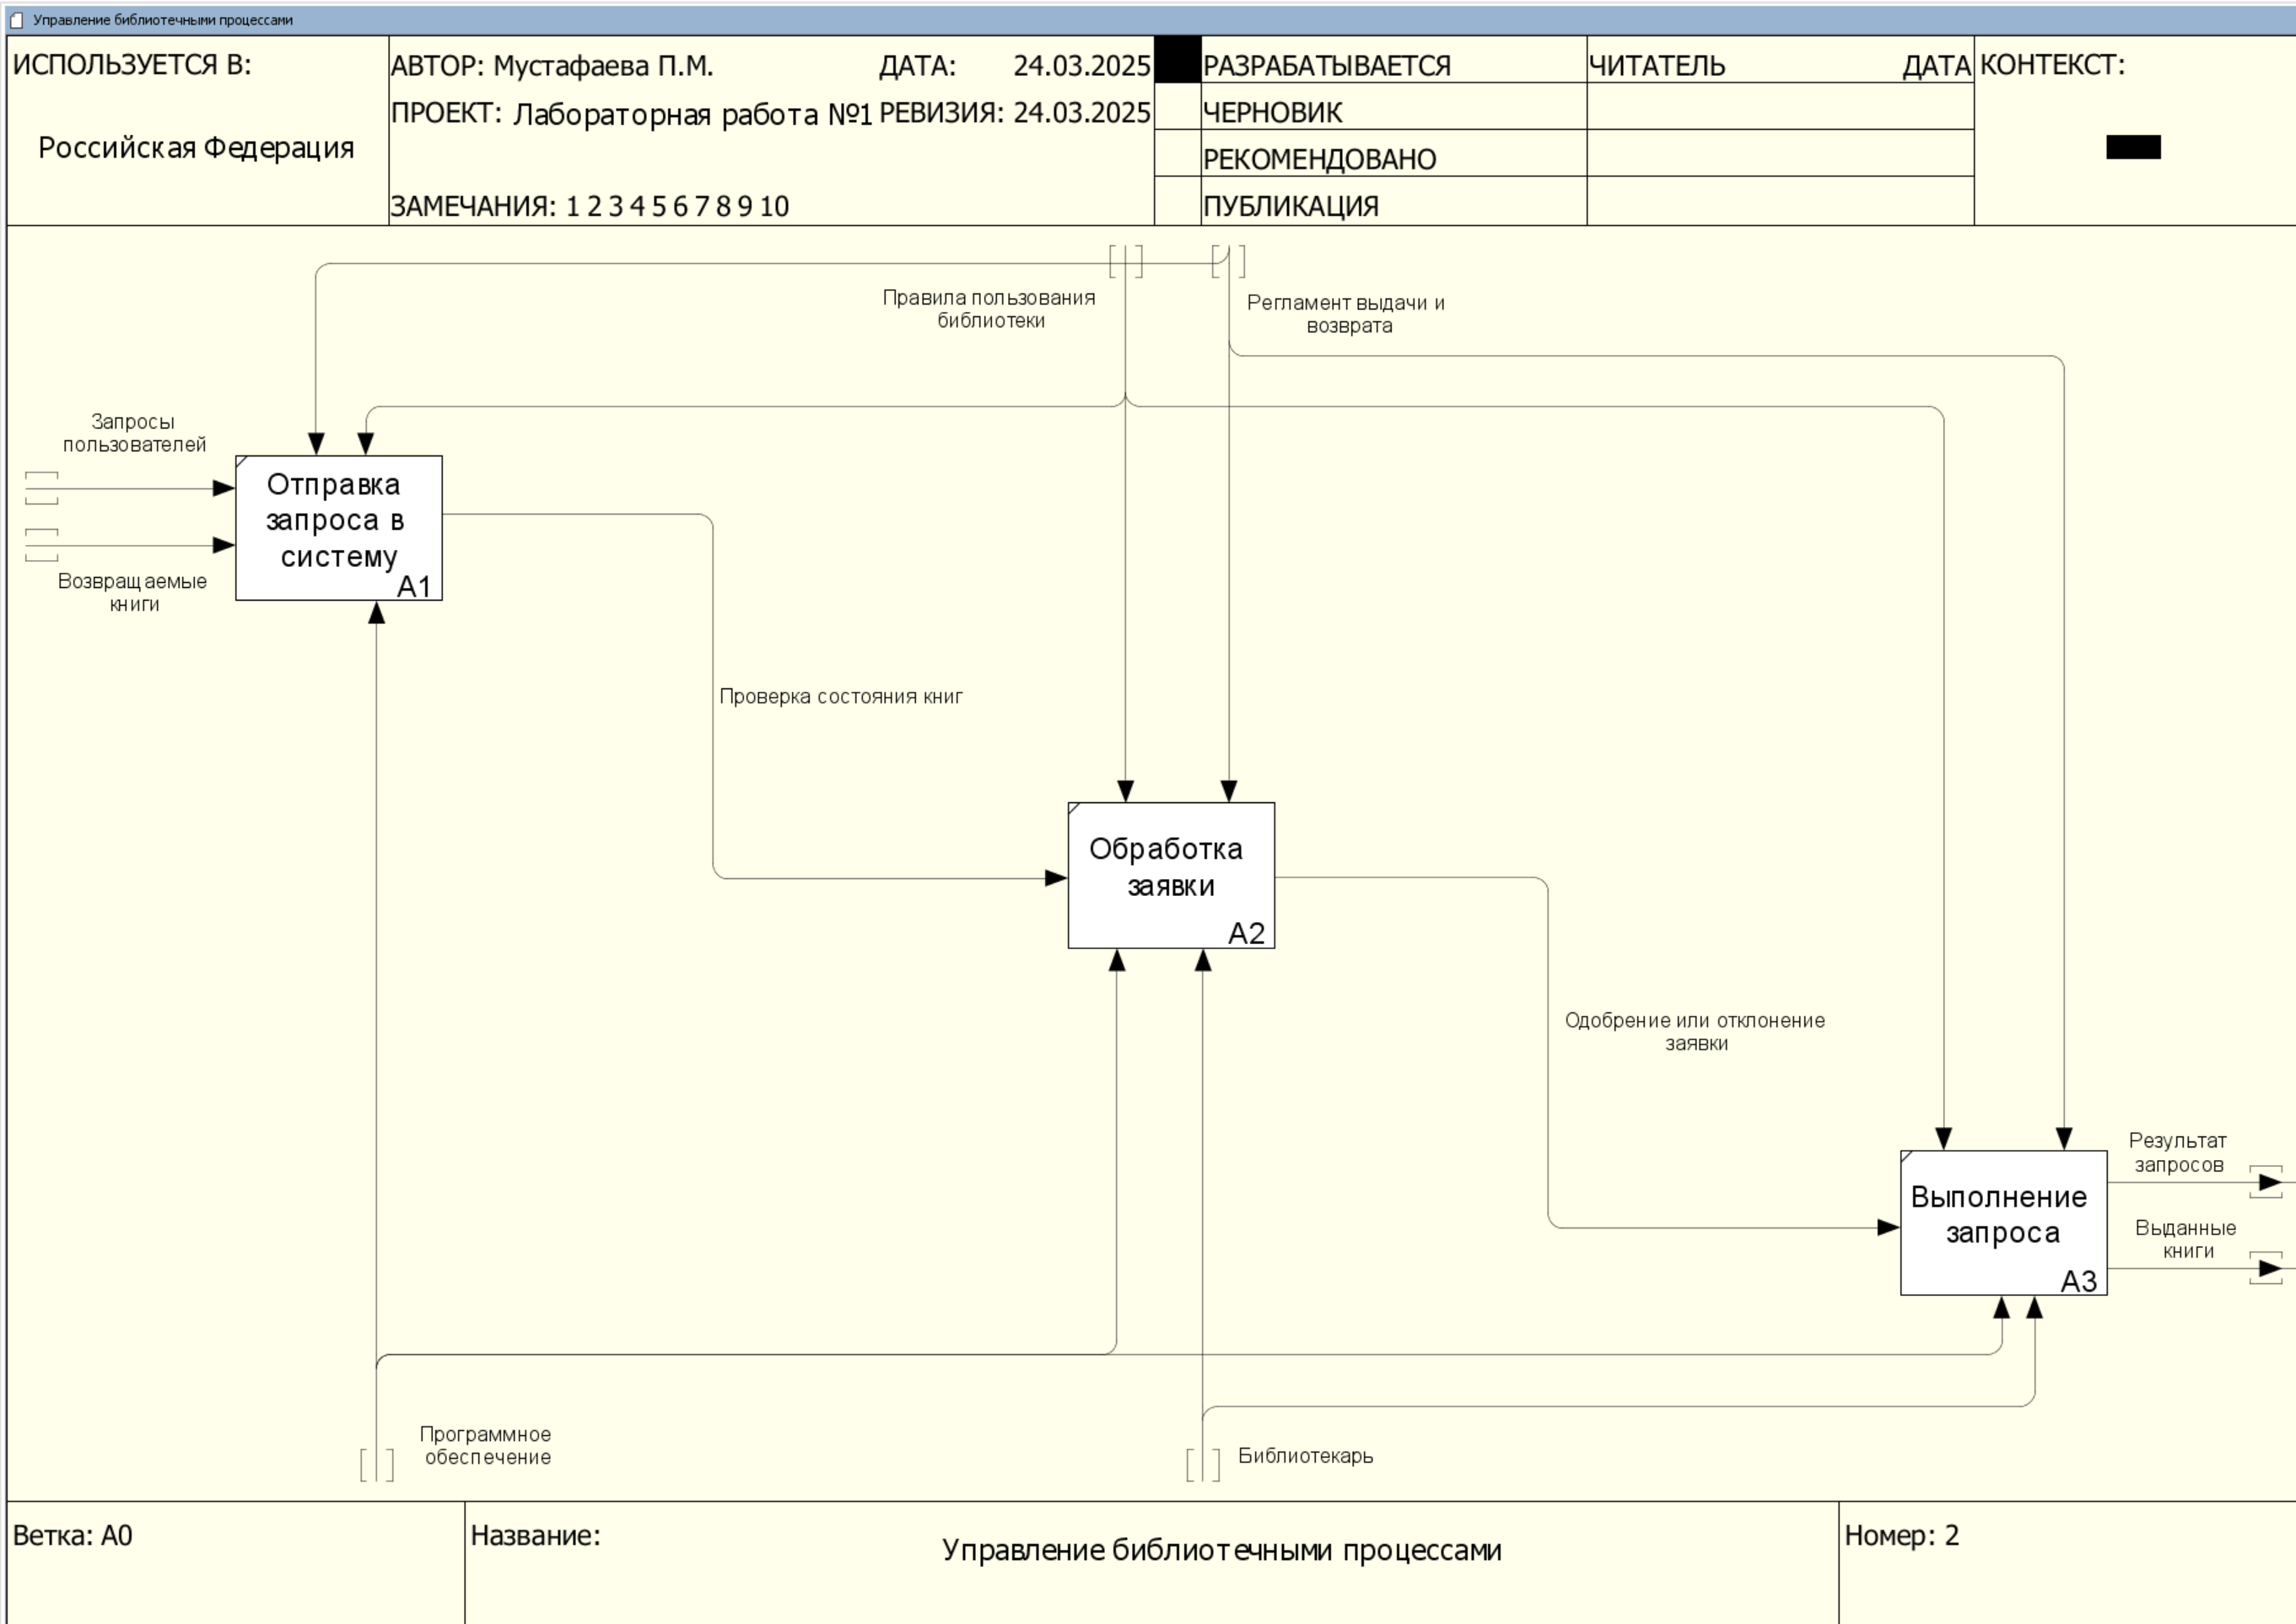 Управление библиотечными процессами
ИСПОЛЬЗУЕТСЯ В:
Российская Федерация
АВТОР: Мустафаева П.М.
ДАТА: 24.03.2025
ПРОЕКТ: Лабораторная работа №1
РЕВИЗИЯ: 24.03.2025
ЗАМЕЧАНИЯ: 1 2 3 4 5 6 7 8 9 10
РАЗРАБАТЫВАЕТСЯ
ЧЕРНОВИК
РЕКОМЕНДОВАНО
ПУБЛИКАЦИЯ
ЧИТАТЕЛЬ
ДАТА
КОНТЕКСТ:
Правила пользования
библиотеки
Регламент выдачи и
возврата
Запросы
пользователей
Возвращаемые
книги
Отправка
запроса в
систему
A1
Проверка состояния книг
Обработка
заявки
A2
Одобрение или отклонение
заявки
Выполнение
запроса
A3
Результат
запросов
Выданные
книги
Программное
обеспечение
Библиотекарь
Ветка: A0
Название:
Управление библиотечными процессами
Номер: 2